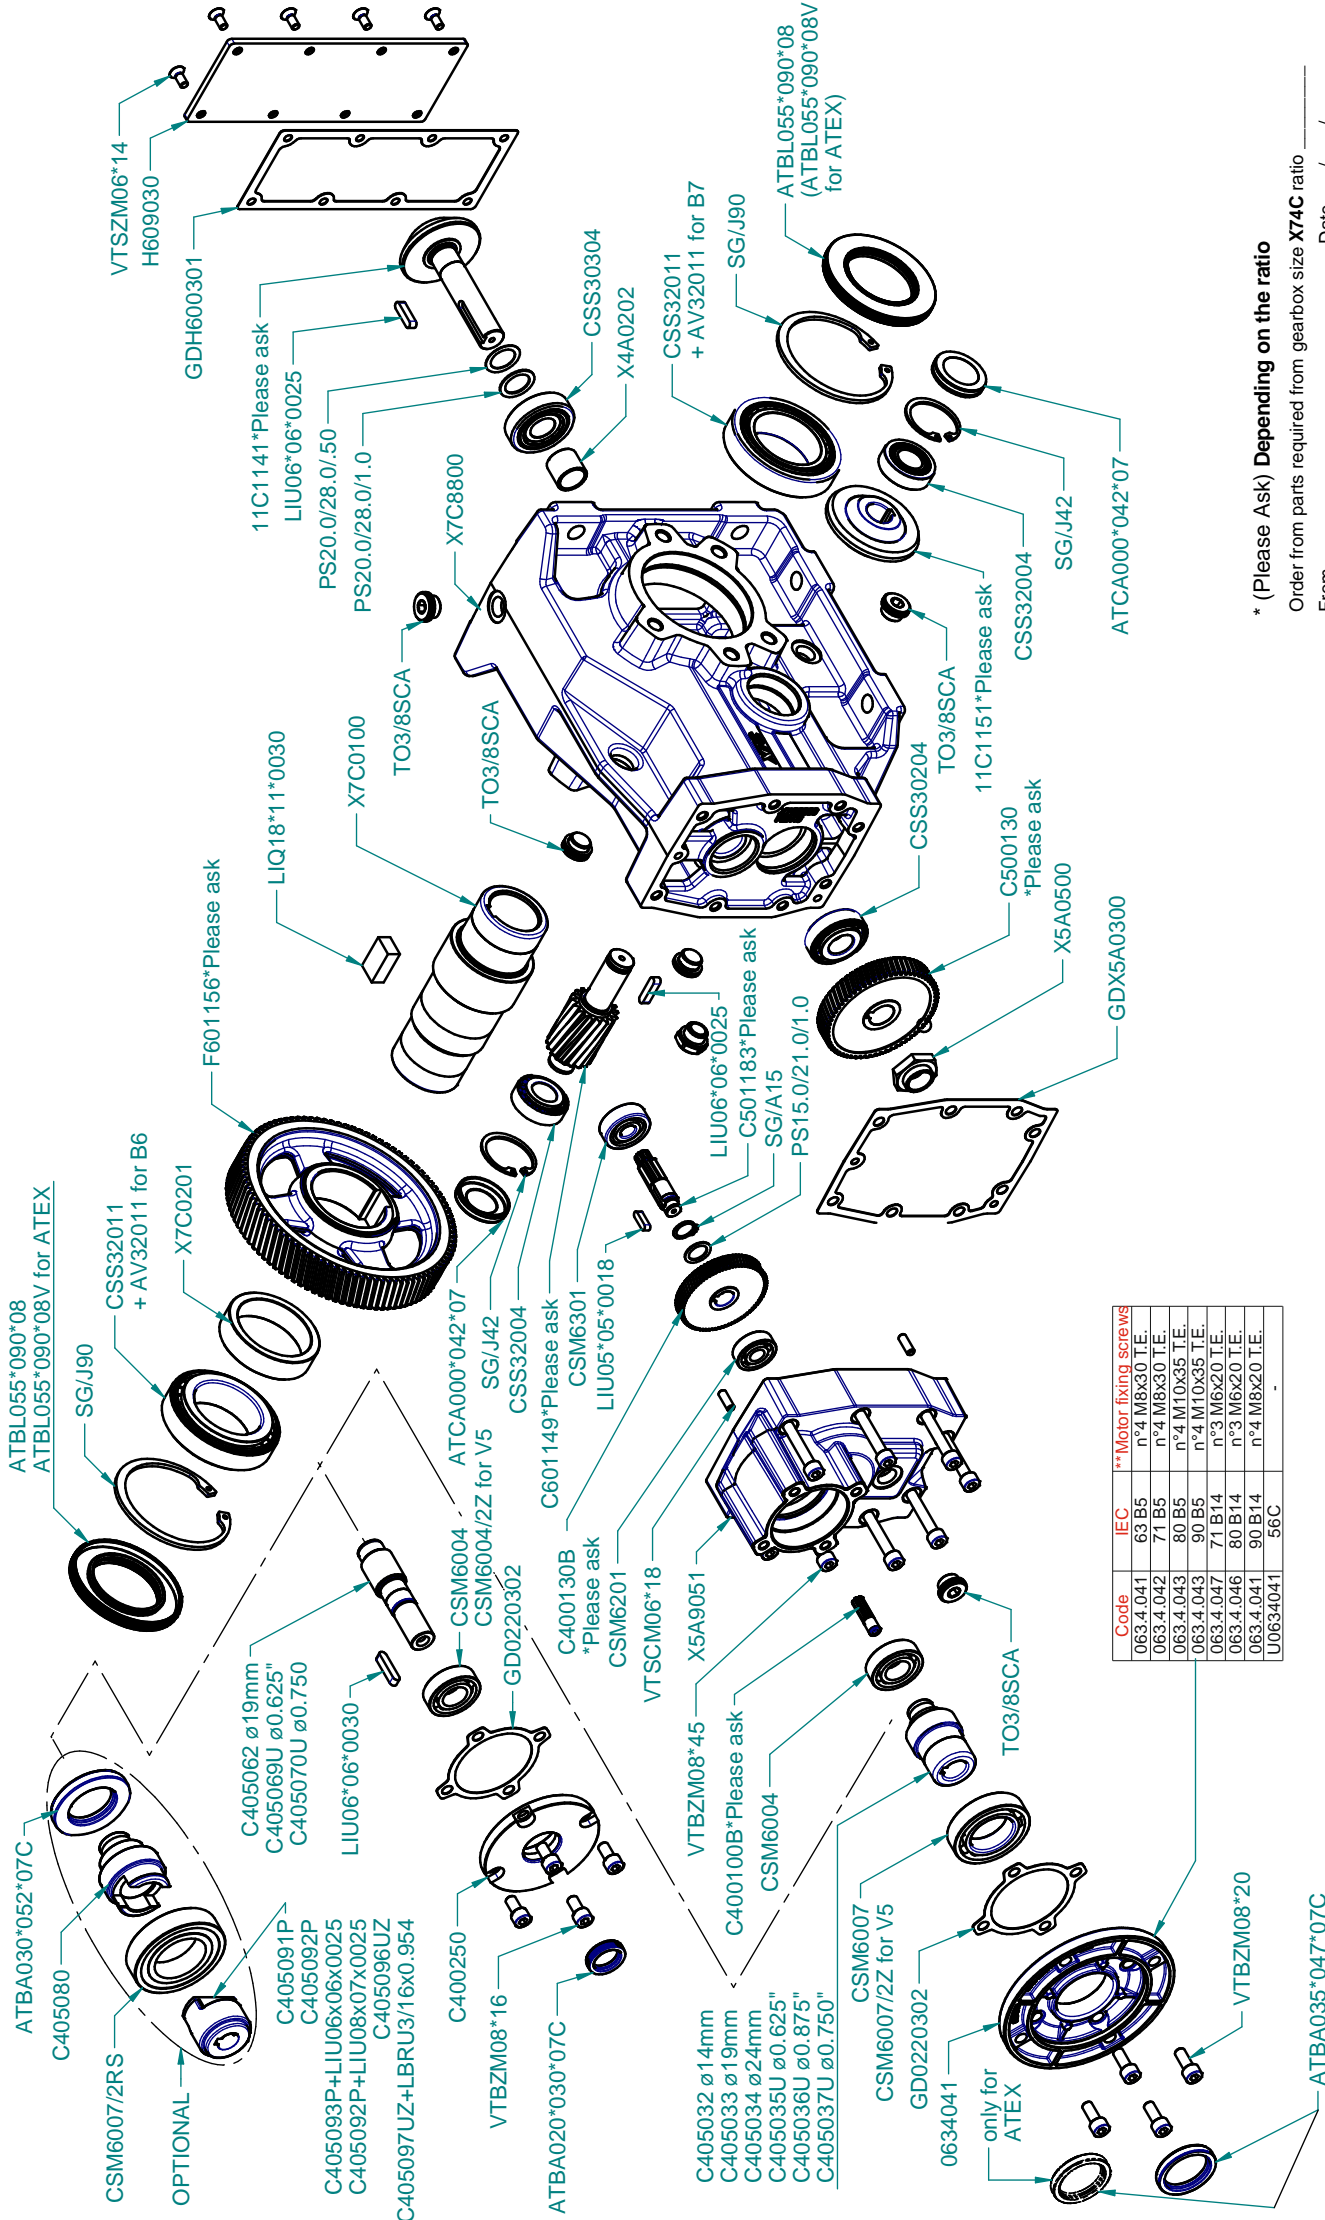 ATBA030*052*07C
C405080
CSM6007/2RS
OPTIONAL
C405091P
C405092P
C405093P+LIU06x06x0025
C405092P+LIU08x07x0025
C405096UZ
C405097UZ+LBRU3/16x0.954
ATBL055*090*08
ATBL055*090*08V for ATEX
SG/J90
CSS32011
+ AV32011 for B6
X7C0201
F601156*Please ask
LIQ18*11*0030
X7C0100
TO3/8SCA
TO3/8SCA
X7C8800
VTSZM06*14
H609030
GDH600301
11C1141*Please ask
LIU06*06*0025
PS20.0/28.0/.50
PS20.0/28.0/1.0
CSS30304
X4A0202
CSS32011
+ AV32011 for B7
SG/J90
ATBL055*090*08
(ATBL055*090*08V
for ATEX)
C405062 ø19mm
C405069U ø0.625"
C405070U ø0.750
LIU06*06*0030
CSM6004
CSM6004/2Z for V5
GD0220302
C400250
VTBZM08*16
ATBA020*030*07C
ATCA000*042*07
SG/J42
CSS32004
C601149*Please ask
CSM6301
LIU05*05*0018
LIU06*06*0025
C501183*Please ask
SG/A15
PS15.0/21.0/1.0
CSS30204
TO3/8SCA
11C1151*Please ask
CSS32004
SG/J42
ATCA000*042*07
C500130
*Please ask
X5A0500
GDX5A0300
C400130B
*Please ask
CSM6201
VTSCM06*18
X5A9051
VTBZM08*45
C400100B*Please ask
CSM6004
C405032 ø14mm
C405033 ø19mm
C405034 ø24mm
C405035U ø0.625"
C405036U ø0.875"
C405037U ø0.750"
CSM6007
CSM6007/2Z for V5
GD0220302
0634041
only for
ATEX
TO3/8SCA
VTBZM08*20
ATBA035*047*07C
Code IEC **Motor fixing screws
063.4.041 63 B5 n°4 M8x30 T.E.
063.4.042 71 B5 n°4 M8x30 T.E.
063.4.043 80 B5 n°4 M10x35 T.E.
063.4.043 90 B5 n°4 M10x35 T.E.
063.4.047 71 B14 n°3 M6x20 T.E.
063.4.046 80 B14 n°3 M6x20 T.E.
063.4.041 90 B14 n°4 M8x20 T.E.
U0634041 56C -
* (Please Ask) Depending on the ratio
Order from parts required from gearbox size X74C ratio ________